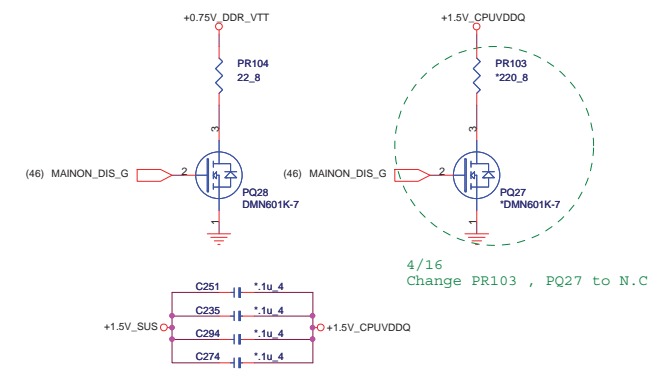 +0.75V_DDR_VTT
+1.5V_CPUVDDQ
PR104
22_8
PR103
*220_8
3
3
(46) MAINON_DIS_G
2
(46) MAINON_DIS_G
2
PQ28
DMN601K-7
PQ27
*DMN601K-7
1
1
4/16
Change PR103 , PQ27 to N.C
C251 *.1u_4
C235 *.1u_4
+1.5V_SUS
+1.5V_CPUVDDQ
C294 *.1u_4
C274 *.1u_4